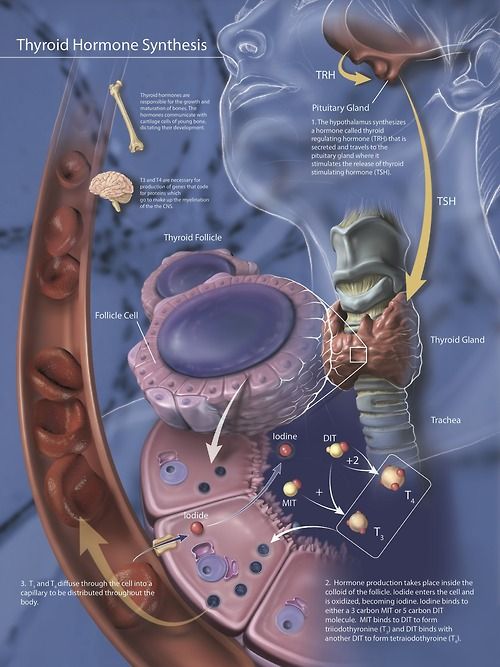 Thyroid Hormone Synthesis
TRH
Pituitary Gland
1. The hypothalamus synthesizes
a hormone called thyroid
regulating hormone (TRH) that is
secreted and travels to the
pituitary gland where it
stimulates the release of thyroid
stimulating hormone (TSH).
Thyroid hormones are
responsible for the growth and
maturation of bones. The
hormones communicate with
cartilage cells of young bone,
dictating their development.
T3 and T4 are necessary for
production of genes that code
for proteins which
go to make up the myelination
of the the CNS.
TSH
Thyroid Follicle
Follicle Cell
Thyroid Gland
Trachea
Iodine
DIT
+2
MIT
+
T4
T3
Iodide
3. T3 and T4 diffuse through the cell into a
capillary to be distributed throughout the
body.
2. Hormone production takes place inside the
colloid of the follicle. Iodide enters the cell and
is oxidized, becoming iodine. Iodine binds to
either a 3 carbon MIT or 5 carbon DIT
molecule. MIT binds to DIT to form
triiodothyronine (T3) and DIT binds with
another DIT to form tetraiodothyroxine (T4).